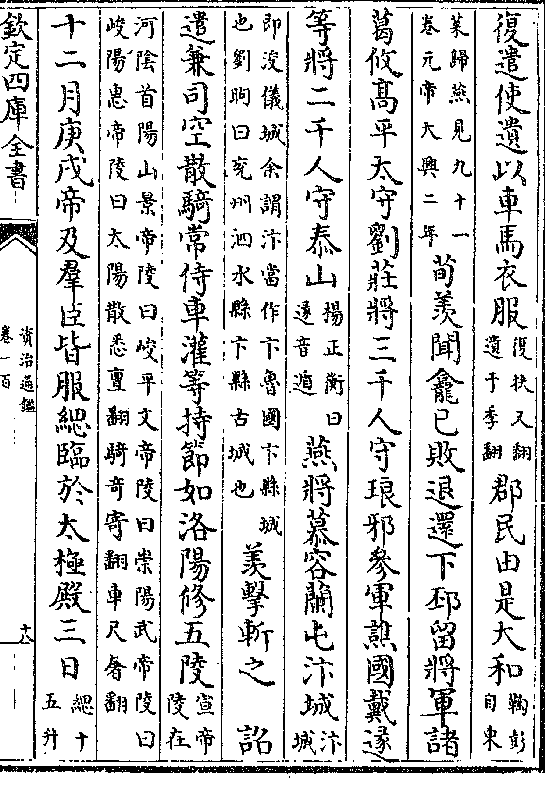 復遣使遺以車馬衣服復扶又翻遺于季翻郡民由是大和鞠彭自東
萊歸燕見九十一卷元帝大興二年荀羨聞龕已敗退還下邳留將軍諸
葛攸高平太守劉莊將三千人守琅邪參軍譙國戴逯
等將二千人守泰山揚正衡曰逯音遁燕將慕容蘭屯汴城汴城
即浚儀城余謂汴當作卞魯國卞縣城也劉昫曰兗州泗水縣卞縣古城也羨擊斬之 詔
遣兼司空散騎常侍車灌等持節如洛陽修五陵宣帝陵在
河陰首陽山景帝陵曰峻平文帝陵曰崇陽武帝陵曰峻陽惠帝陵曰太陽散悉亶翻騎奇寄翻車尺奢翻
十二月庚戌帝及羣臣皆服緦臨於太極殿三日緦十五升
欽定四庫全書
資治通鑑
卷一百
十八